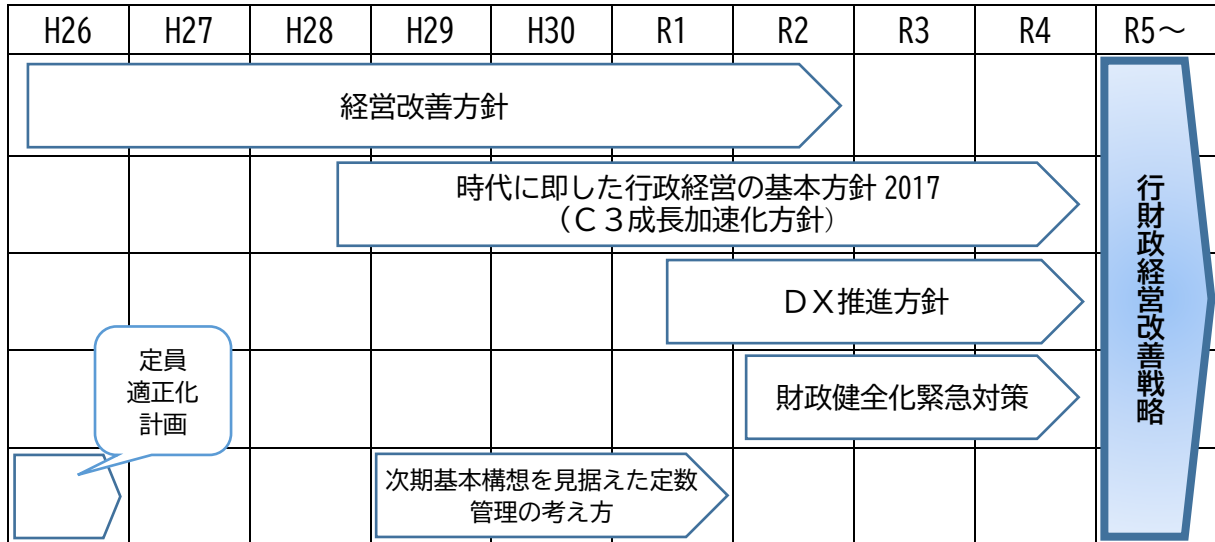 H26 H27 H28 H29 H30 R1 R2 R3 R4 R5～
経営改善方針
時代に即した行政経営の基本方針 2017
（Ｃ３成長加速化方針）
ＤＸ推進方針
財政健全化緊急対策
定員
適正化
計画
次期基本構想を見据えた定数
管理の考え方
行財政経営改善戦略